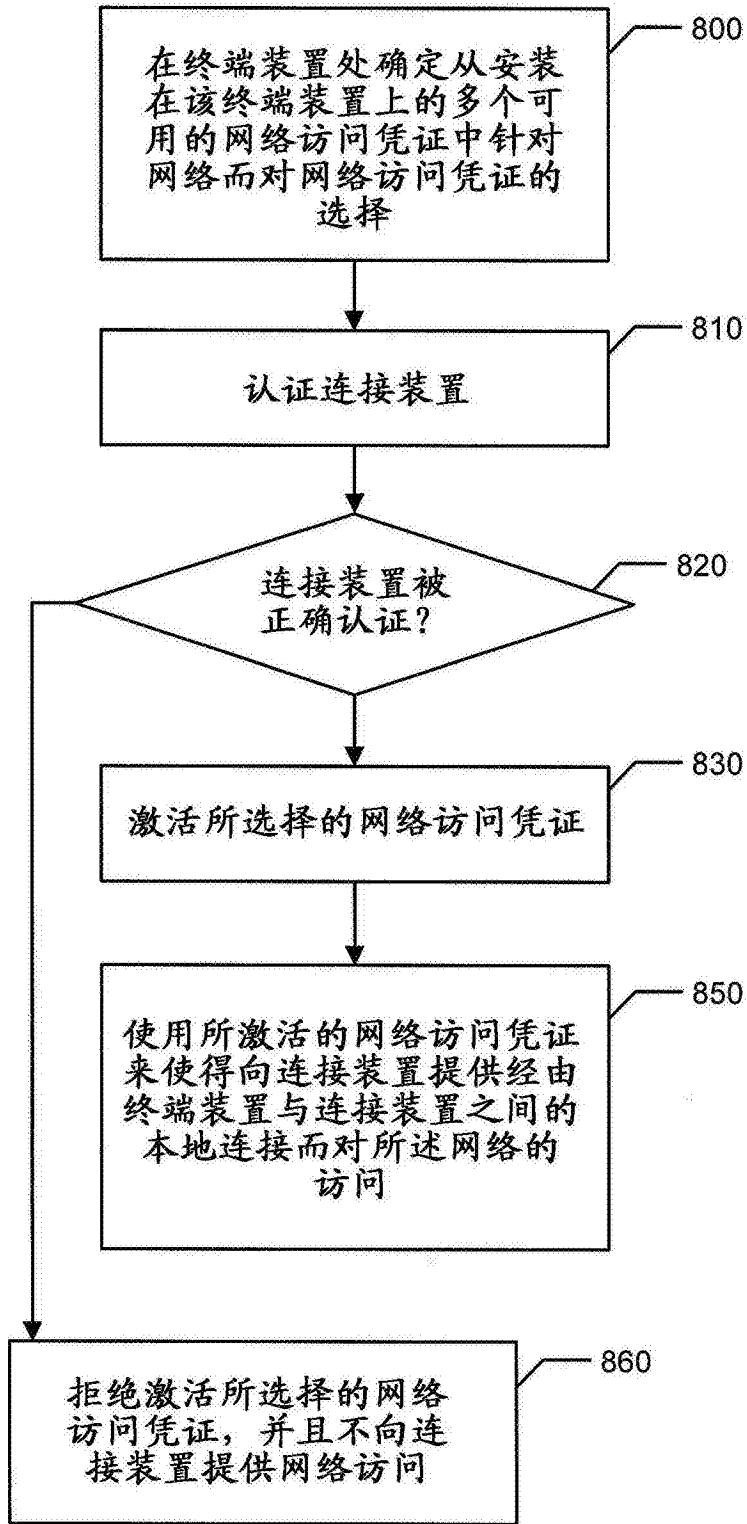 800
在终端装置处确定从安装
在该终端装置上的多个可
用的网络访问凭证中针对
网络而对网络访问凭证的
选择
810
认证连接装置
820
连接装置被
正确认证?
830
激活所选择的网络访问凭证
850
使用所激活的网络访问凭证
来使得向连接装置提供经由
终端装置与连接装置之间的
本地连接而对所述网络的
访问
860
拒绝激活所选择的网络
访问凭证，并且不向连
接装置提供网络访问